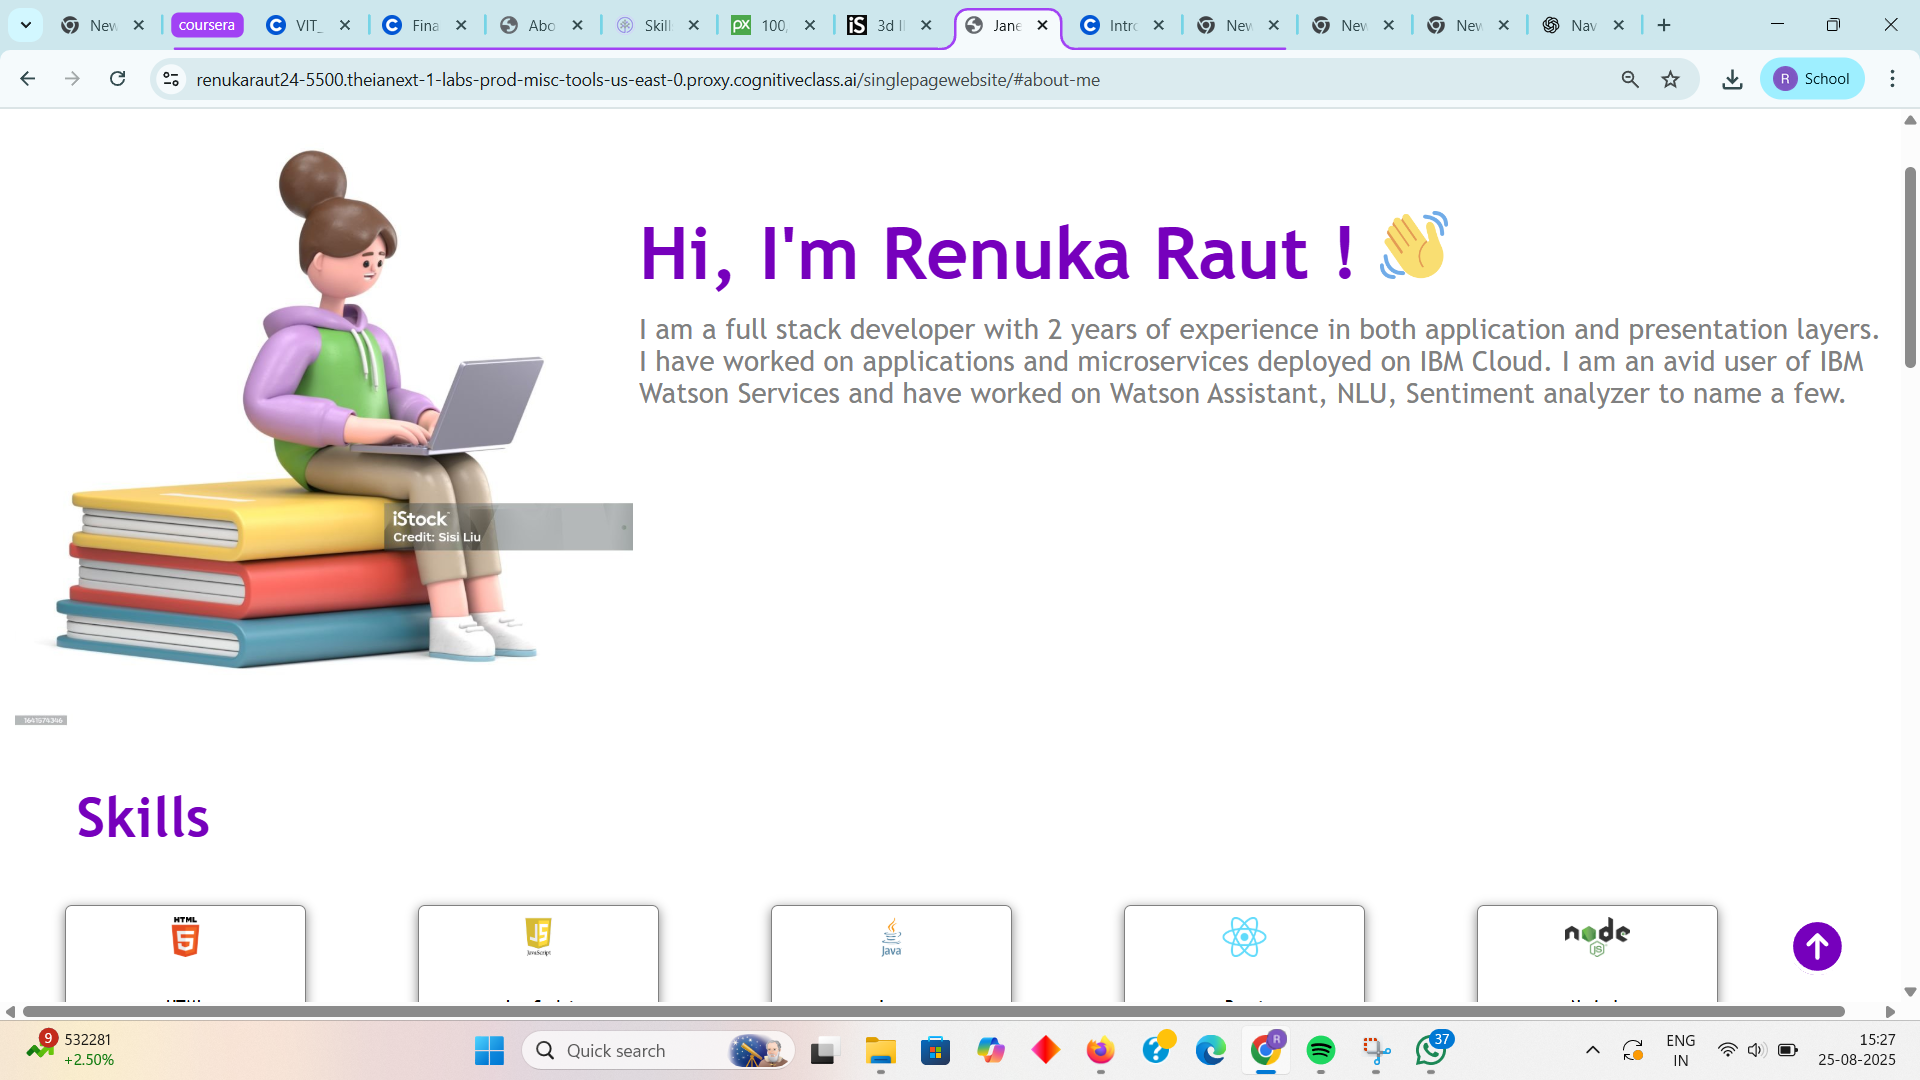 New
coursera
VIT_
Fina
Abo
Skill
px
100,
iS
3d Il
Jane
Intro
New
New
New
Nav
renukaraut24-5500.theianext-1-labs-prod-misc-tools-us-east-0.proxy.cognitiveclass.ai/singlepagewebsite/#about-me
R
School
Hi, I'm Renuka Raut !
I am a full stack developer with 2 years of experience in both application and presentation layers.
I have worked on applications and microservices deployed on IBM Cloud. I am an avid user of IBM
Watson Services and have worked on Watson Assistant, NLU, Sentiment analyzer to name a few.
iStock
Credit: Sisi Liu
1641574346
Skills
HTML
5
JS
JavaScript
Java
node
JS
9
532281
+2.50%
Quick search
R
37
ENG
IN
15:27
25-08-2025